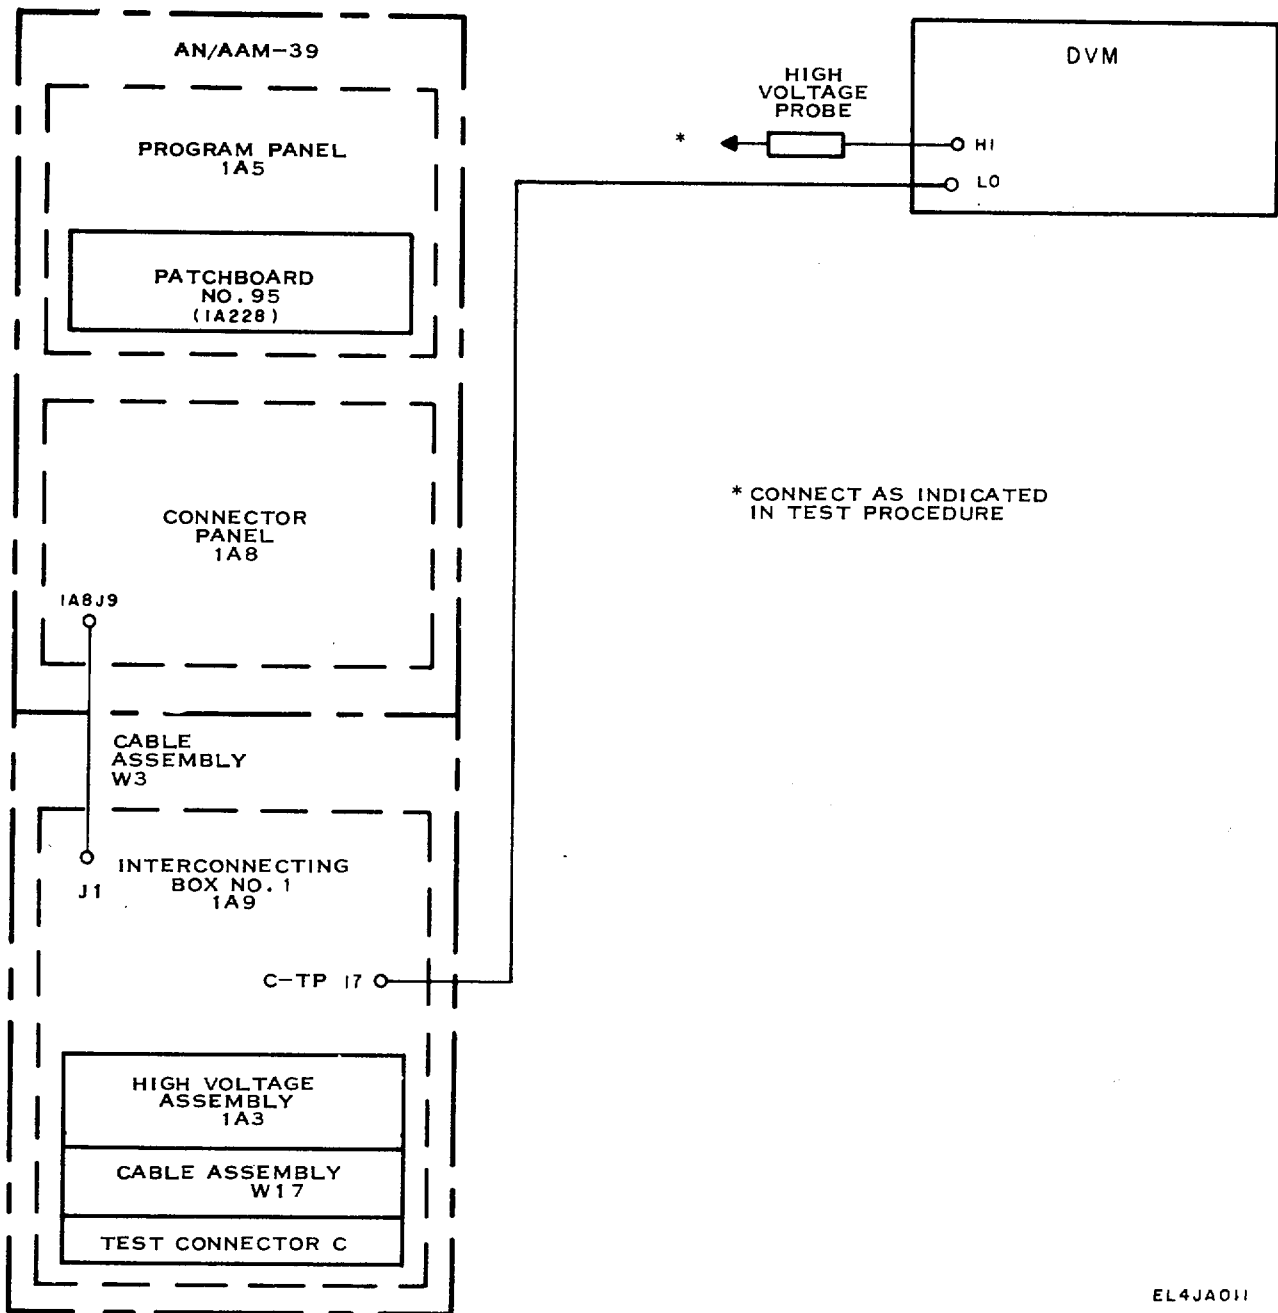 AN/AAM-39
PROGRAM PANEL
1A5
PATCHBOARD
NO. 95
(1A228)
CONNECTOR
PANEL
1A8
1A8J9
CABLE
ASSEMBLY
W3
J1
INTERCONNECTING
BOX NO. 1
1A9
C-TP 17
HIGH VOLTAGE
ASSEMBLY
1A3
CABLE ASSEMBLY
W17
TEST CONNECTOR C
HIGH
VOLTAGE
PROBE
*
DVM
HI
LO
* CONNECT AS INDICATED
IN TEST PROCEDURE
EL4JA011